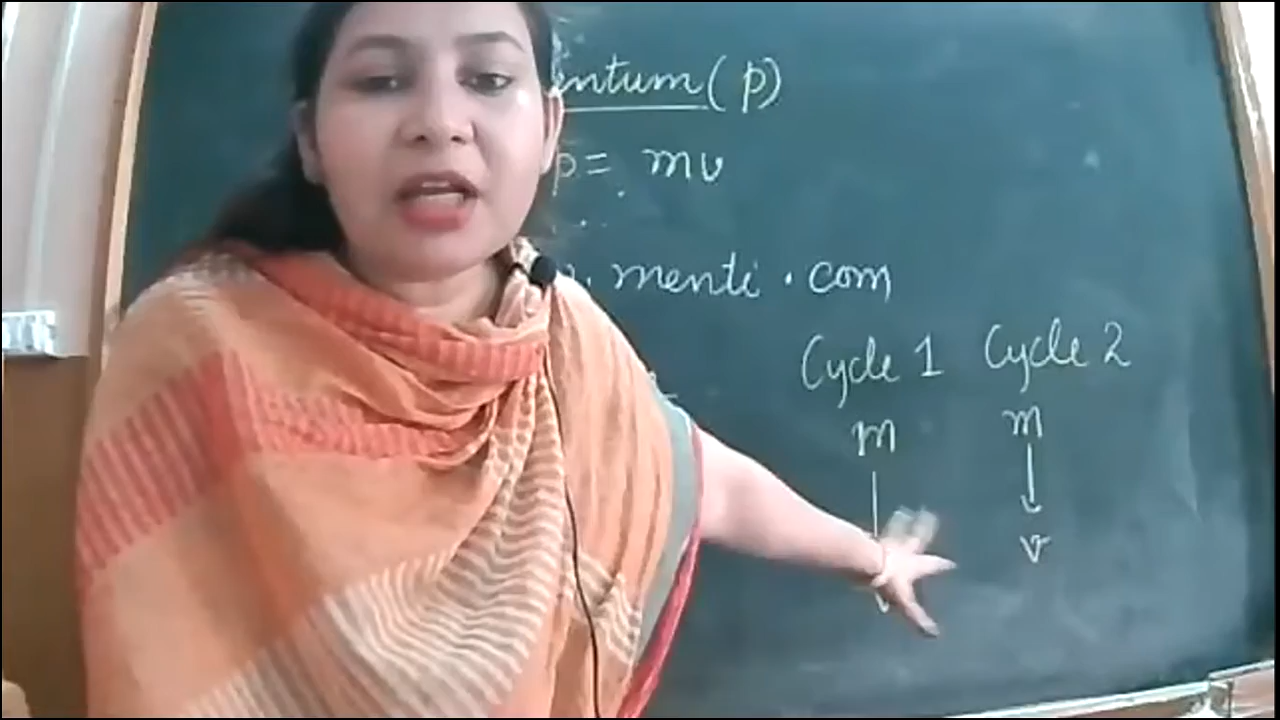 entum (p)
p = mv
. menti . com
Cycle 1 Cycle 2
m m
v